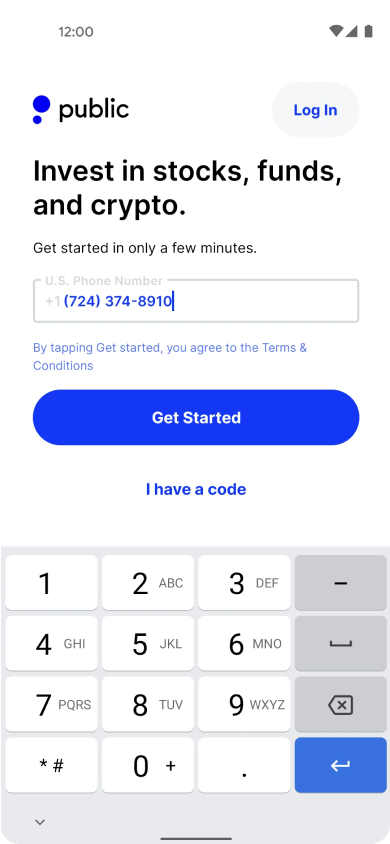 12:00
public
Log In
Invest in stocks, funds,
and crypto.
Get started in only a few minutes.
U.S. Phone Number
+1 (724) 374-8910
By tapping Get started, you agree to the Terms &
Conditions
Get Started
I have a code
1 2 ABC 3 DEF –
4 GHI 5 JKL 6 MNO
7 PQRS 8 TUV 9 WXYZ
* # 0 + .